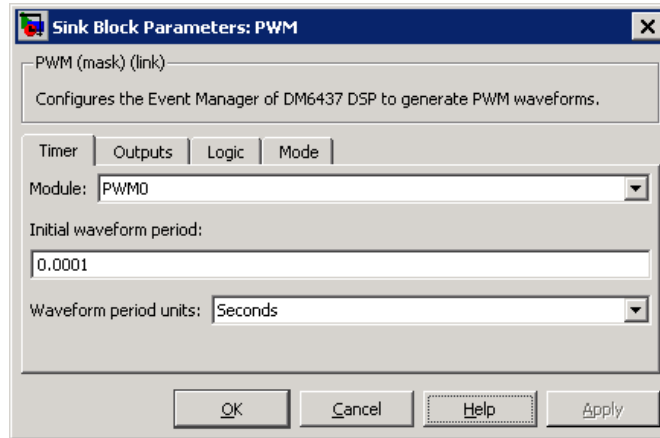 Sink Block Parameters: PWM
PWM (mask) (link)
Configures the Event Manager of DM6437 DSP to generate PWM waveforms.
Timer Outputs Logic Mode
Module: PWM0
Initial waveform period:
0.0001
Waveform period units: Seconds
OK Cancel Help Apply